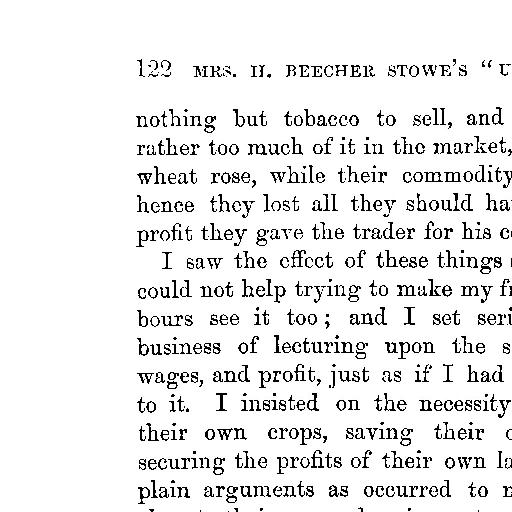 122 MRS. H. BEECHER STOWE'S "U
nothing but tobacco to sell, and
rather too much of it in the market,
wheat rose, while their commodity
hence they lost all they should ha
profit they gave the trader for his
I saw the effect of these things
could not help trying to make my f
bours see it too; and I set seri
business of lecturing upon the s
wages, and profit, just as if I had
to it. I insisted on the necessity
their own crops, saving their
securing the profits of their own la
plain arguments as occurred to